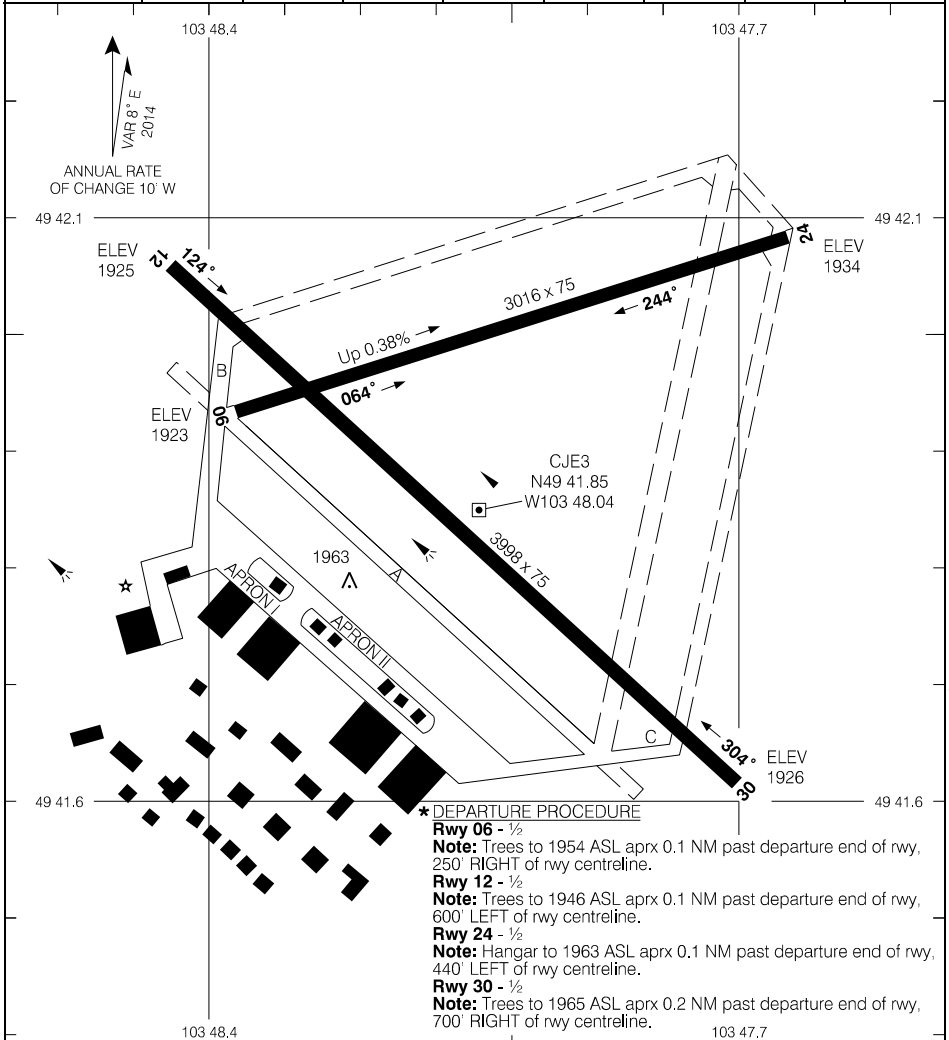 103 48.4
103 47.7
VAR 8° E
2014
ANNUAL RATE
OF CHANGE 10' W
49 42.1
49 42.1
ELEV
1925
12
124°
24
ELEV
1934
3016 x 75
244°
Up 0.38%
064°
B
ELEV
1923
06
CJE3
N49 41.85
W103 48.04
3998 x 75
1963
A
APRON I
APRON II
C
304°
ELEV
1926
30
49 41.6
49 41.6
* DEPARTURE PROCEDURE
Rwy 06 - ½
Note: Trees to 1954 ASL aprx 0.1 NM past departure end of rwy,
250' RIGHT of rwy centreline.
Rwy 12 - ½
Note: Trees to 1946 ASL aprx 0.1 NM past departure end of rwy,
600' LEFT of rwy centreline.
Rwy 24 - ½
Note: Hangar to 1963 ASL aprx 0.1 NM past departure end of rwy,
440' LEFT of rwy centreline.
Rwy 30 - ½
Note: Trees to 1965 ASL aprx 0.2 NM past departure end of rwy,
700' RIGHT of rwy centreline.
103 48.4
103 47.7